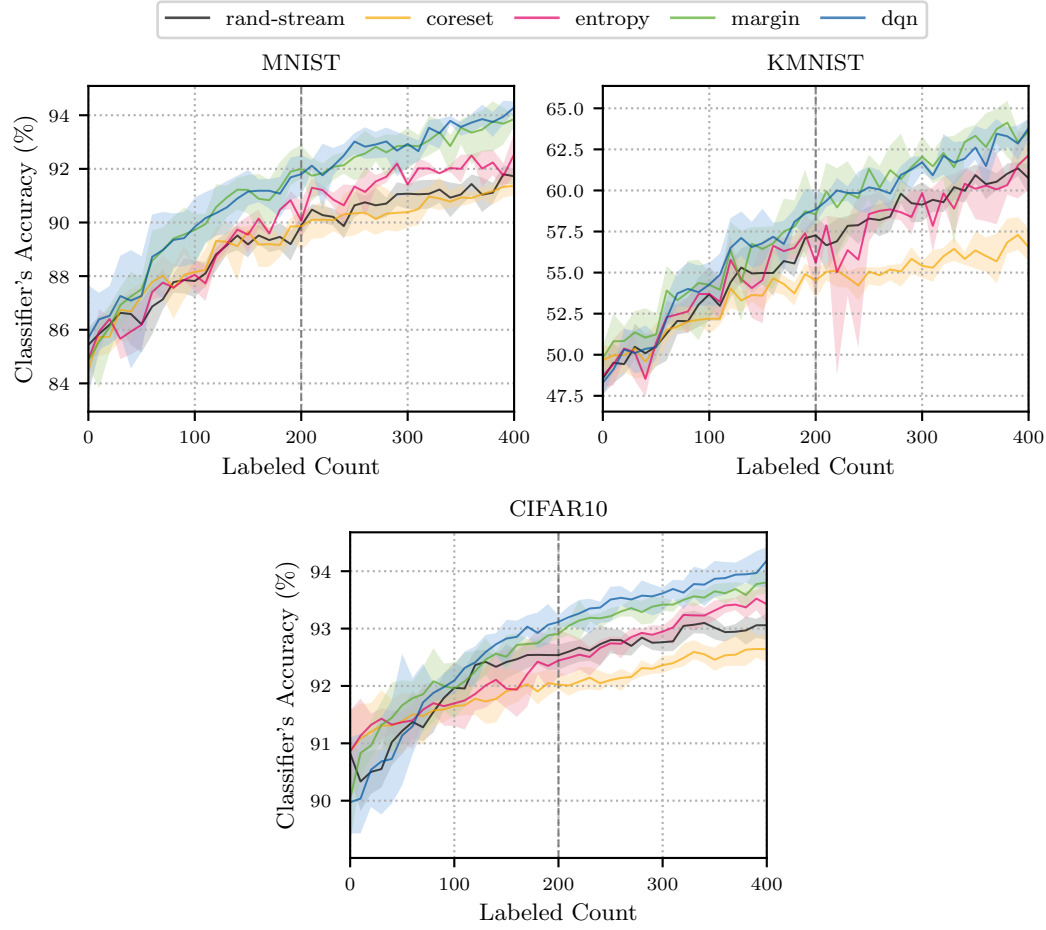 rand-stream coreset entropy margin dqn
MNIST
KMNIST
Classifier's Accuracy (%)
94
92
90
88
86
84
0 100 200 300 400
Labeled Count
65.0
62.5
60.0
57.5
55.0
52.5
50.0
47.5
0 100 200 300 400
Labeled Count
CIFAR10
Classifier's Accuracy (%)
94
93
92
91
90
0 100 200 300 400
Labeled Count